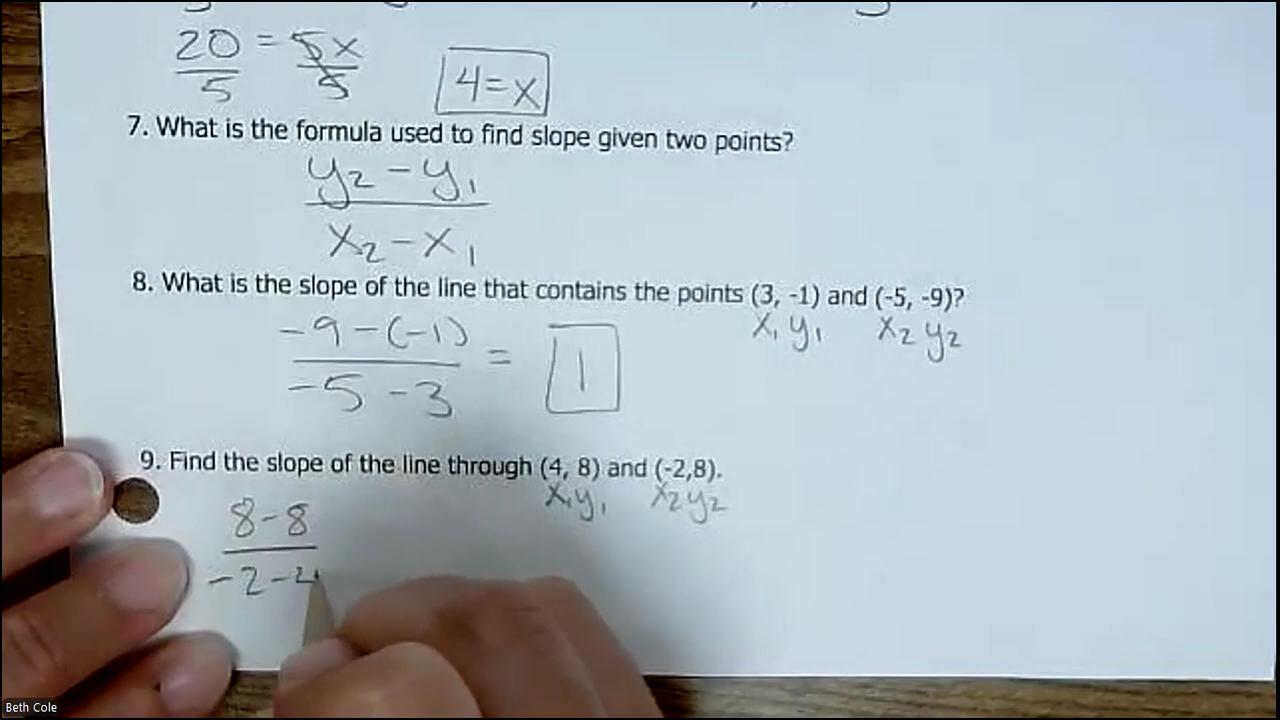 20 = 5x
5 5
4=x
7. What is the formula used to find slope given two points?
y₂ - y₁
x₂ - x₁
8. What is the slope of the line that contains the points (3, -1) and (-5, -9)?
x₁ y₁ x₂ y₂
-9 -(-1)
-5 - 3
= 1
9. Find the slope of the line through (4, 8) and (-2,8).
x₁y₁ x₂y₂
8-8
-2-4
Beth Cole